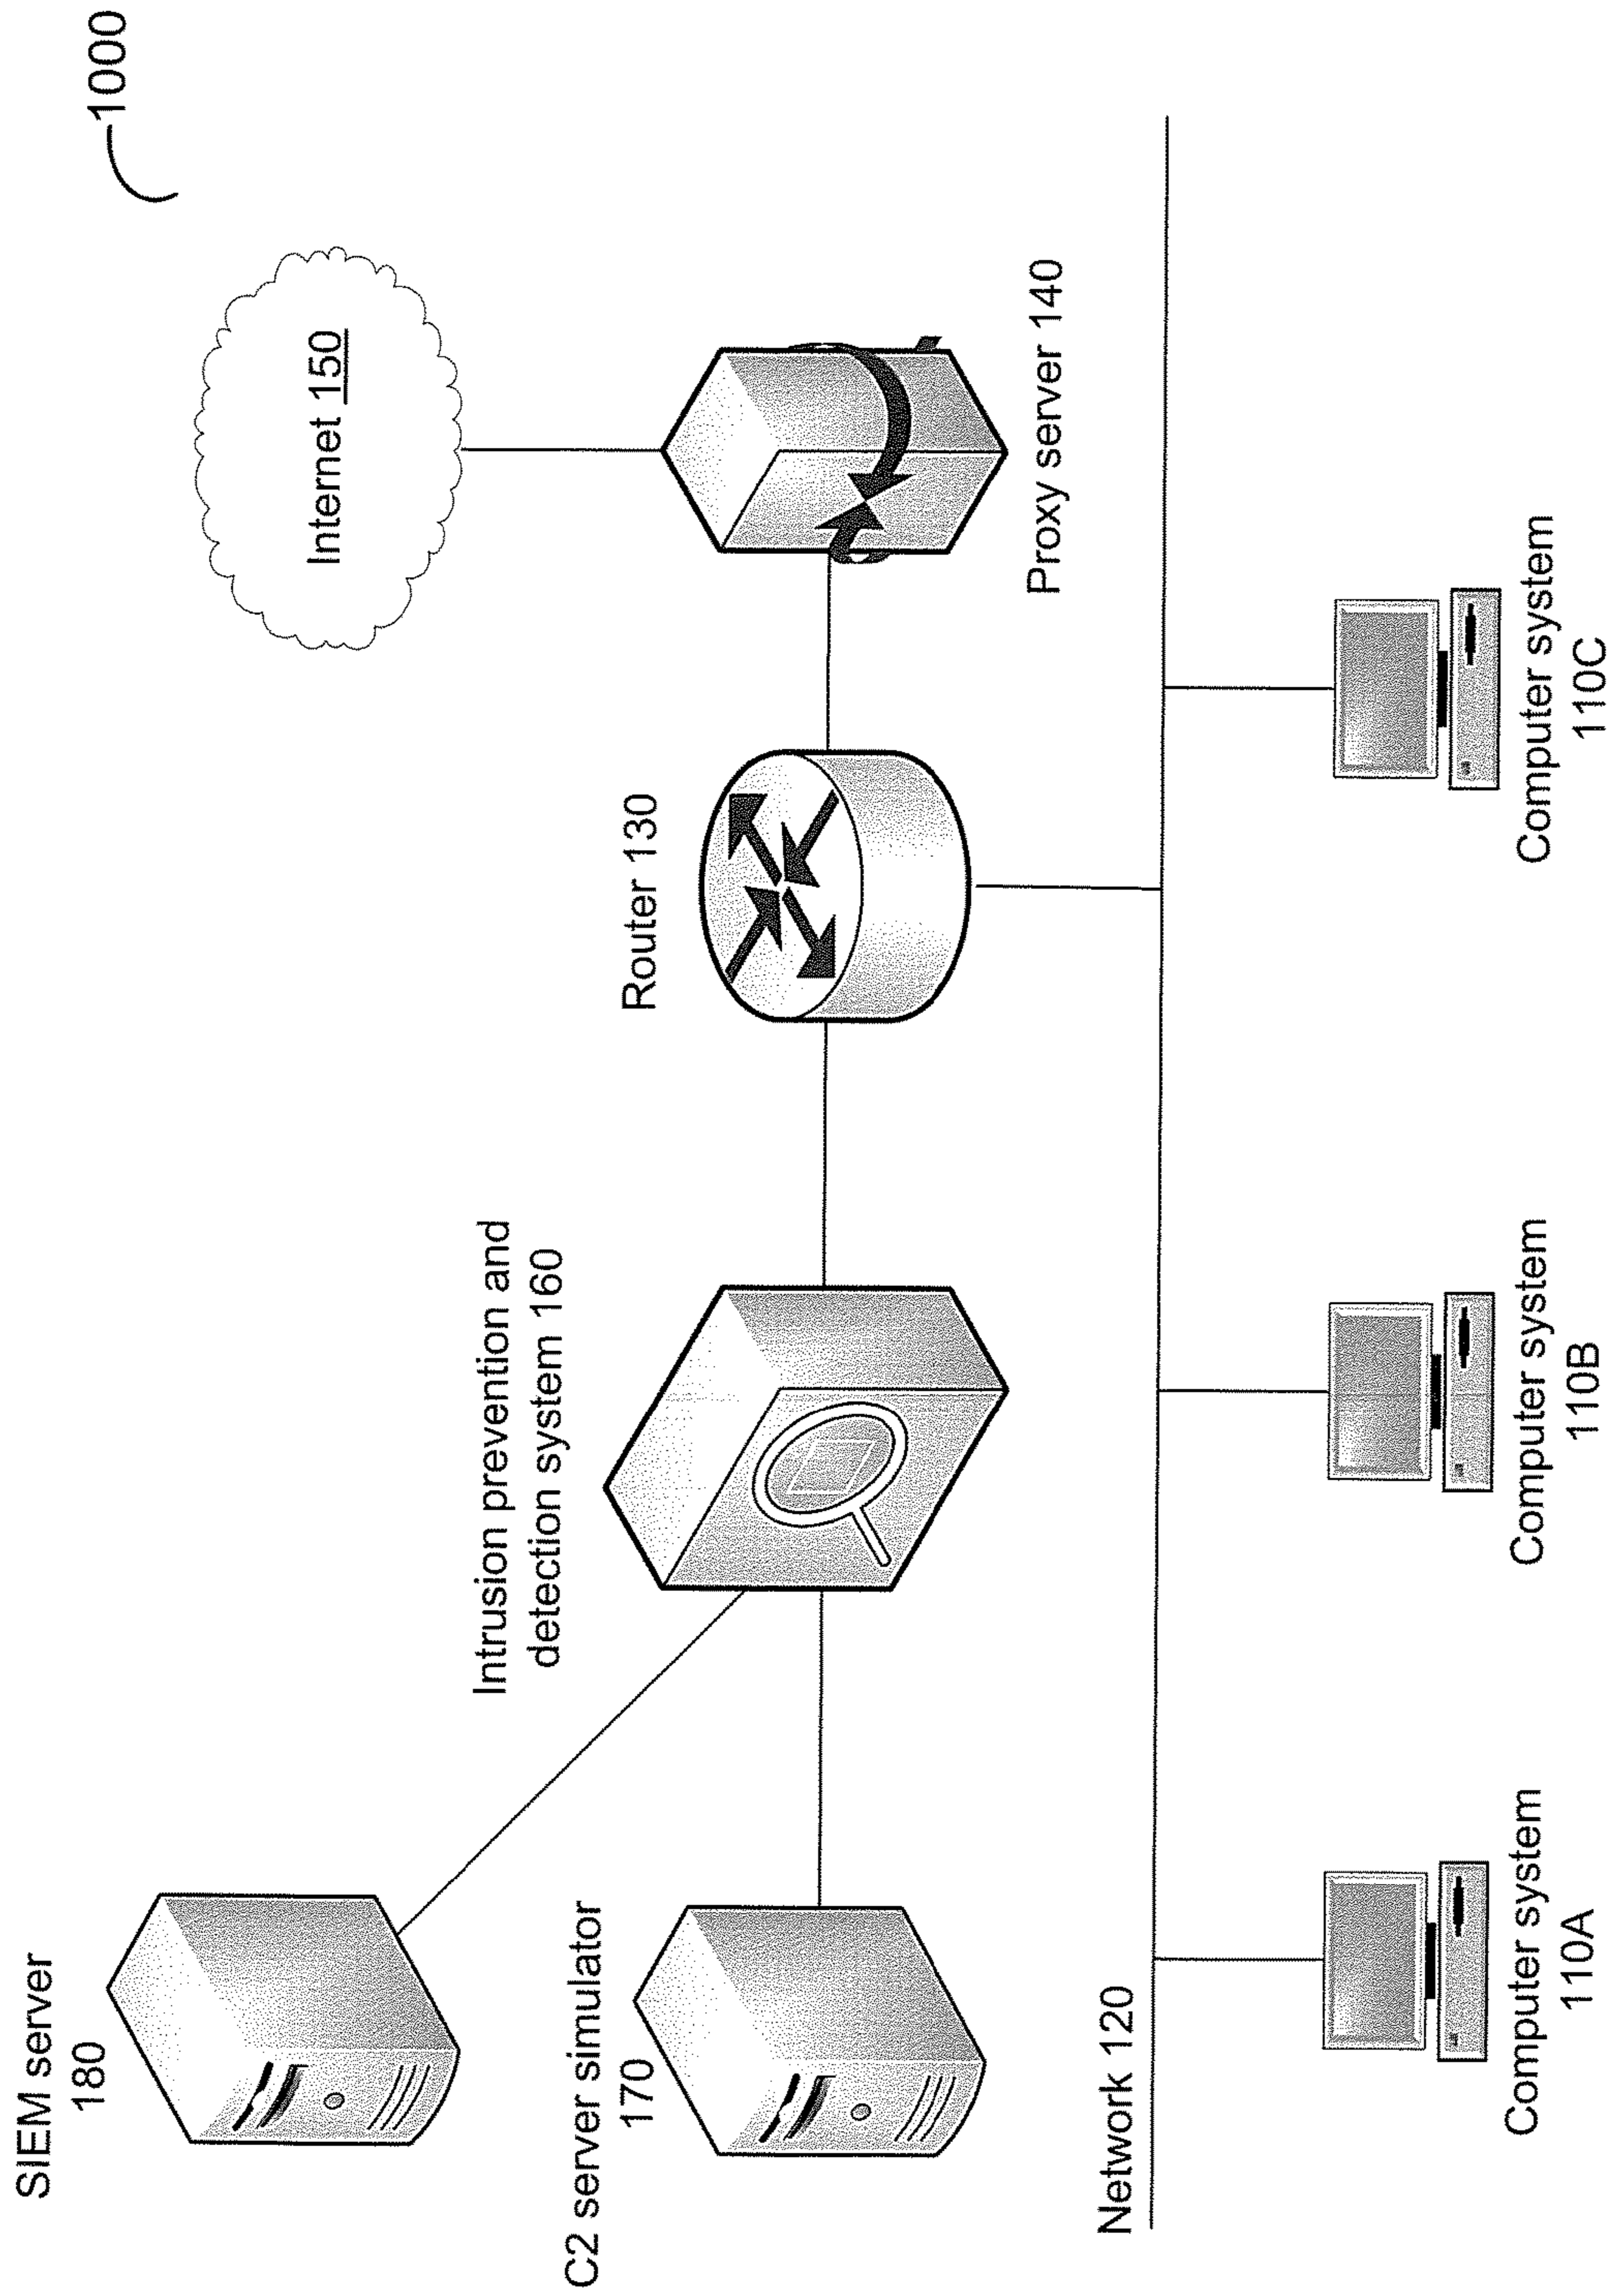 1000
SIEM server
180
Internet 150
Intrusion prevention and
detection system 160
Router 130
C2 server simulator
170
Proxy server 140
Network 120
Computer system
110A
Computer system
110B
Computer system
110C